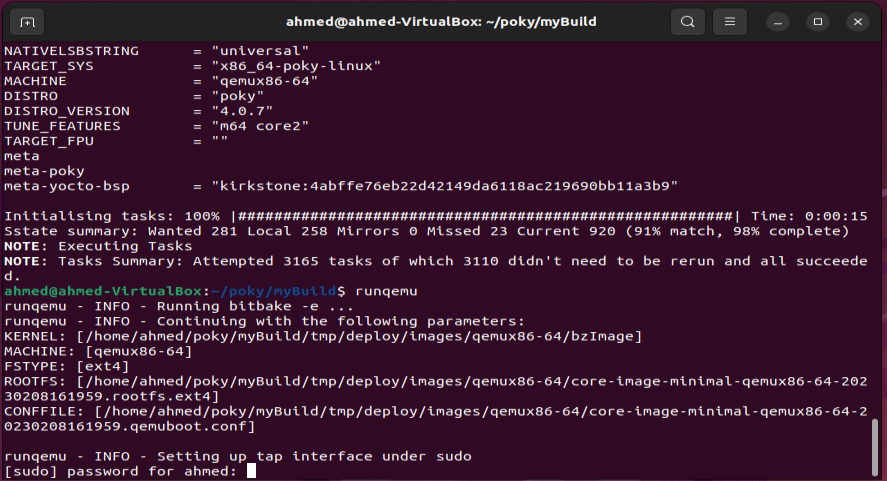 ahmed@ahmed-VirtualBox: ~/poky/myBuild
NATIVELSBSTRING      = "universal"
TARGET_SYS           = "x86_64-poky-linux"
MACHINE              = "qemux86-64"
DISTRO               = "poky"
DISTRO_VERSION       = "4.0.7"
TUNE_FEATURES        = "m64 core2"
TARGET_FPU           = ""
meta
meta-poky
meta-yocto-bsp       = "kirkstone:4abffe76eb22d42149da6118ac219690bb11a3b9"
Initialising tasks: 100% |#######################################################| Time: 0:00:15
Sstate summary: Wanted 281 Local 258 Mirrors 0 Missed 23 Current 920 (91% match, 98% complete)
NOTE: Executing Tasks
NOTE: Tasks Summary: Attempted 3165 tasks of which 3110 didn't need to be rerun and all succeede
d.
ahmed@ahmed-VirtualBox:~/poky/myBuild$ runqemu
runqemu - INFO - Running bitbake -e ...
runqemu - INFO - Continuing with the following parameters:
KERNEL: [/home/ahmed/poky/myBuild/tmp/deploy/images/qemux86-64/bzImage]
MACHINE: [qemux86-64]
FSTYPE: [ext4]
ROOTFS: [/home/ahmed/poky/myBuild/tmp/deploy/images/qemux86-64/core-image-minimal-qemux86-64-202
30208161959.rootfs.ext4]
CONFFILE: [/home/ahmed/poky/myBuild/tmp/deploy/images/qemux86-64/core-image-minimal-qemux86-64-2
0230208161959.qemuboot.conf]
runqemu - INFO - Setting up tap interface under sudo
[sudo] password for ahmed: